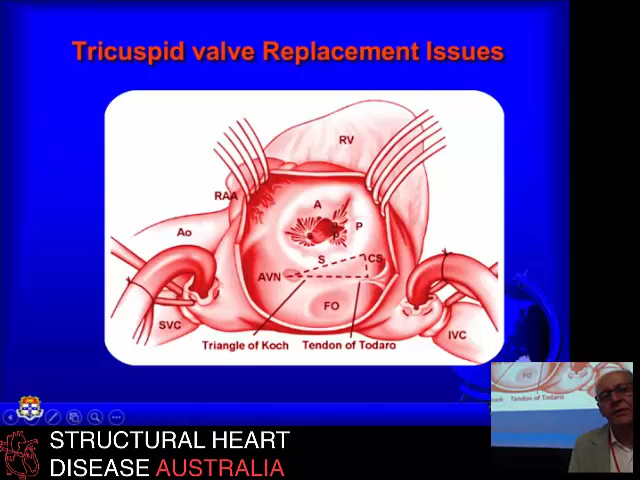 Tricuspid valve Replacement Issues
RV
RAA
A
Ao
P
S
CS
AVN
FO
SVC
IVC
Triangle of Koch
Tendon of Todaro
FO
Tendon of Todaro
STRUCTURAL HEART
DISEASE AUSTRALIA